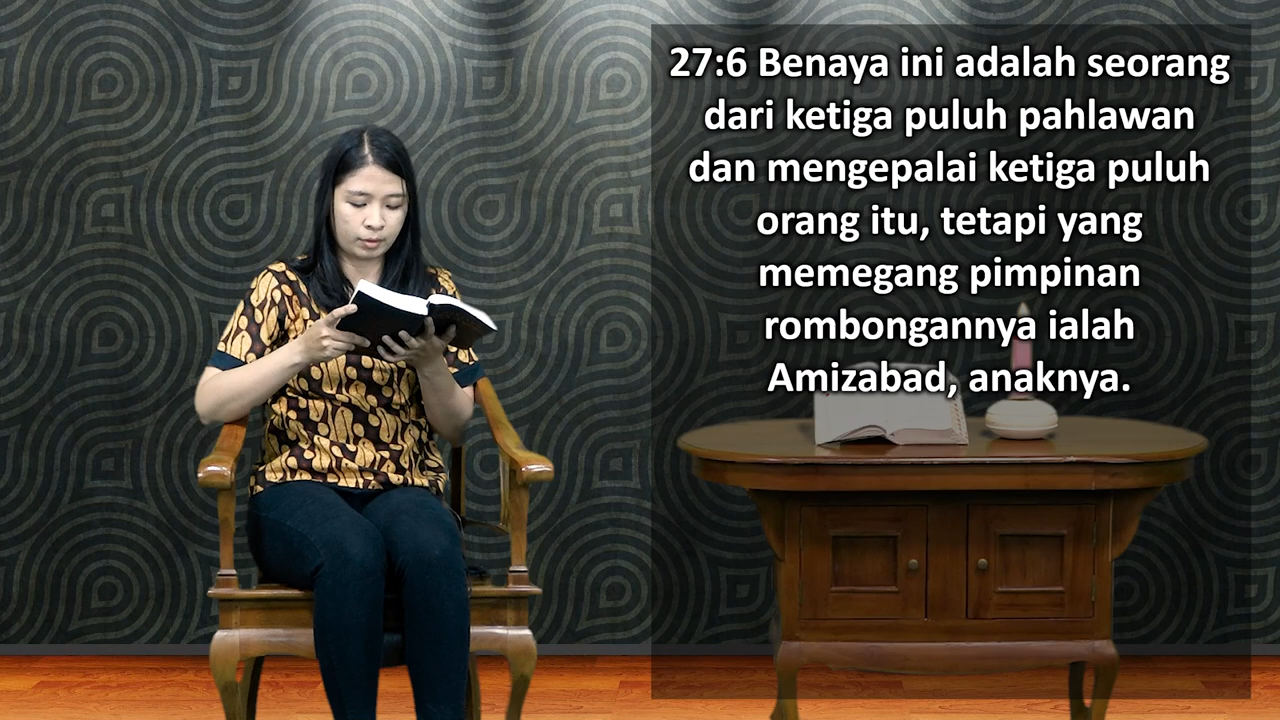 27:6 Benaya ini adalah seorang
dari ketiga puluh pahlawan
dan mengepalai ketiga puluh
orang itu, tetapi yang
memegang pimpinan
rombongannya ialah
Amizabad, anaknya.